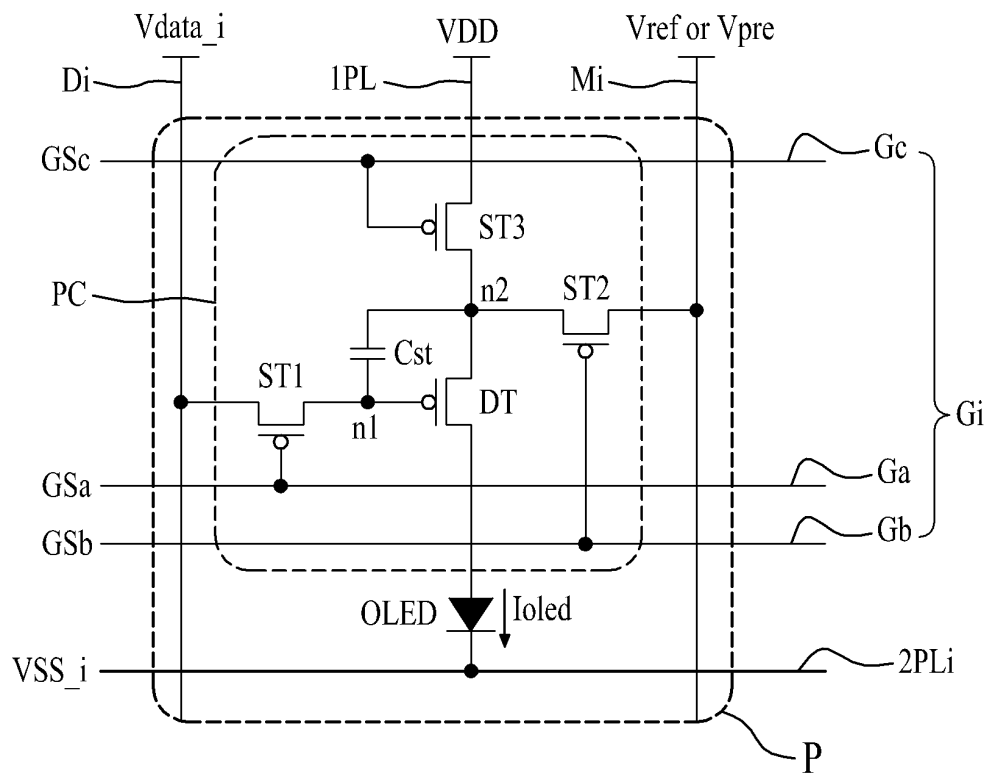 Vdata_i
VDD
Vref or Vpre
Di
1PL
Mi
GSc
Gc
ST3
PC
n2
ST2
Cst
ST1
DT
n1
Gi
GSa
Ga
GSb
Gb
OLED
Ioled
VSS_i
2PLi
P